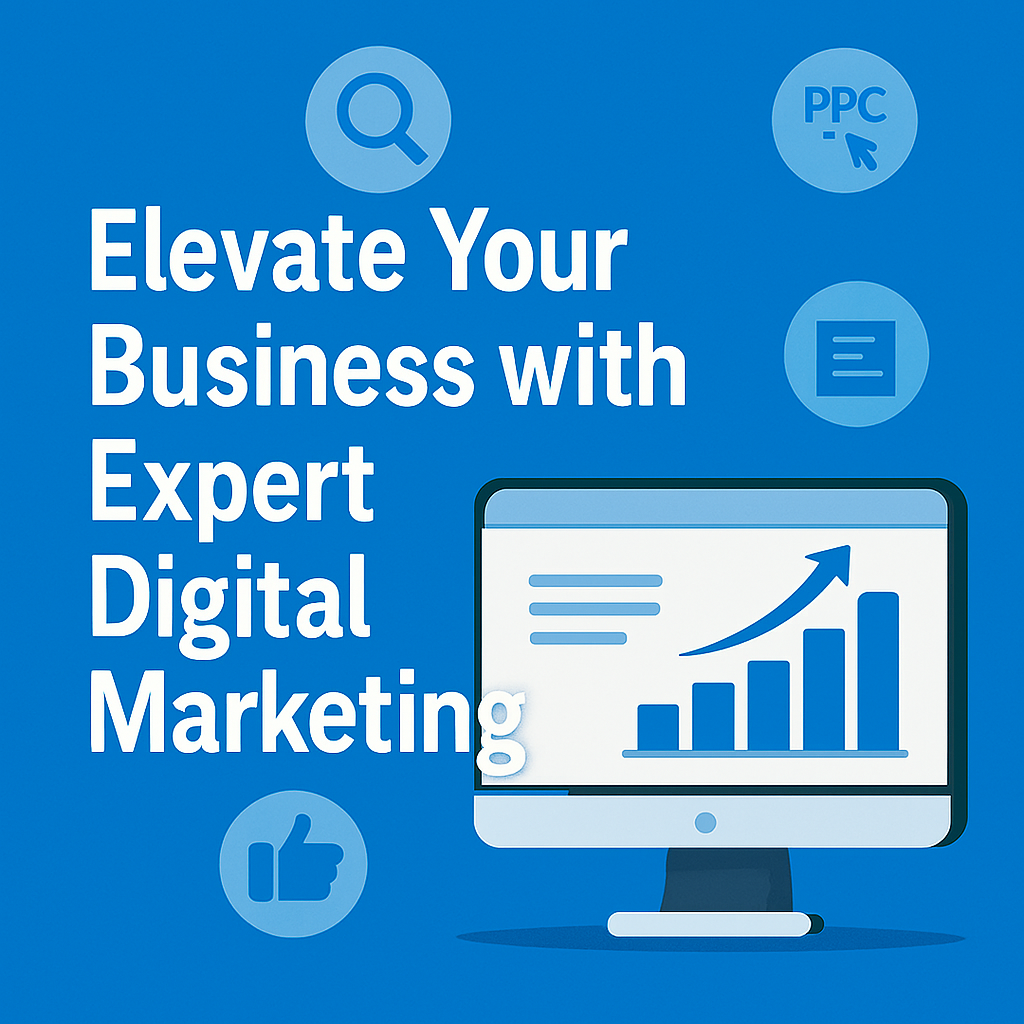 PPC
Elevate Your
Business with
Expert
Digital
Marketing